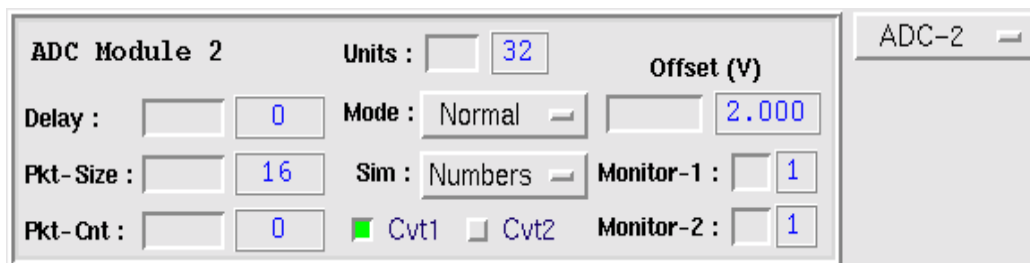 ADC Module 2 Units : 32 Offset (V) ADC-2
Delay : 0 Mode : Normal 2.000
Pkt-Size : 16 Sim : Numbers Monitor-1 : 1
Pkt-Cnt : 0 Cvt1 Cvt2 Monitor-2 : 1